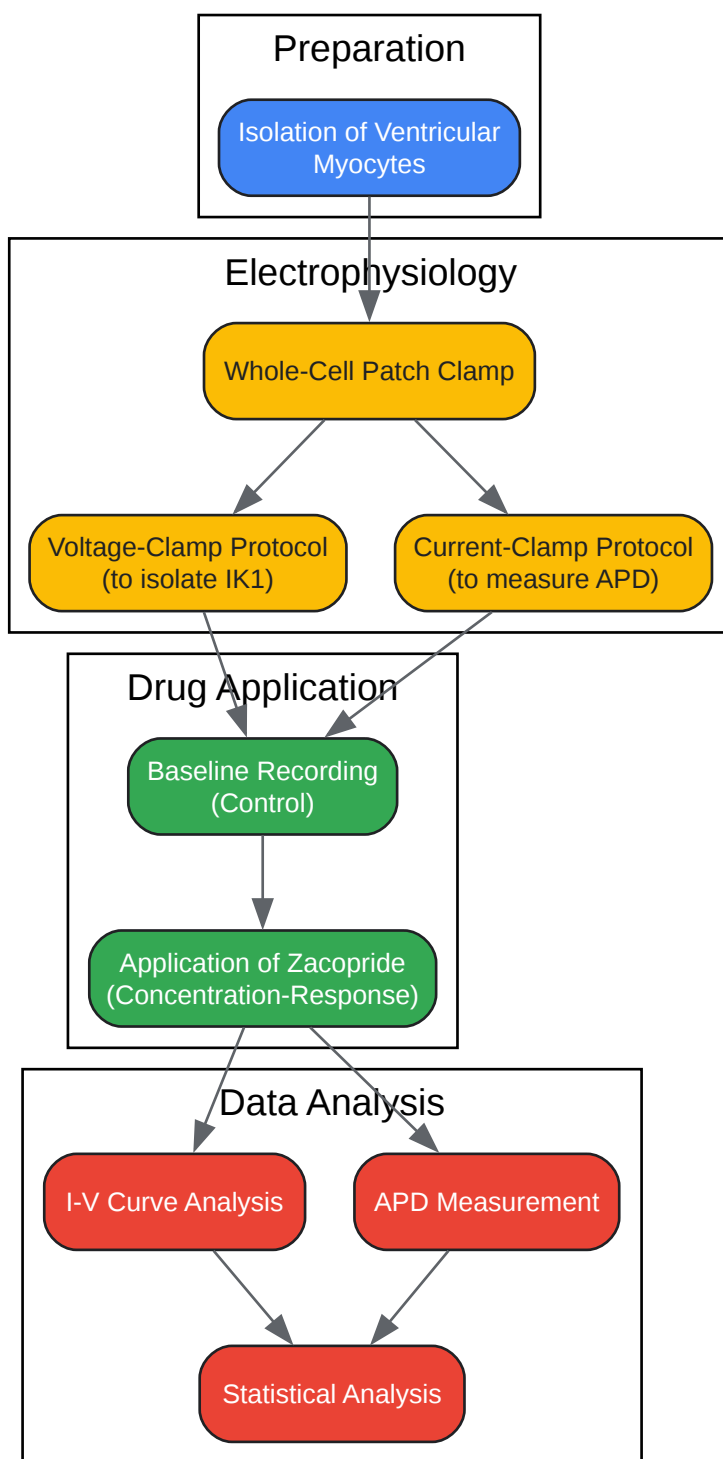 Preparation
Isolation of Ventricular
Myocytes
Electrophysiology
Whole-Cell Patch Clamp
Voltage-Clamp Protocol
(to isolate IK1)
Current-Clamp Protocol
(to measure APD)
Drug Application
Baseline Recording
(Control)
Application of Zacopride
(Concentration-Response)
Data Analysis
I-V Curve Analysis
APD Measurement
Statistical Analysis